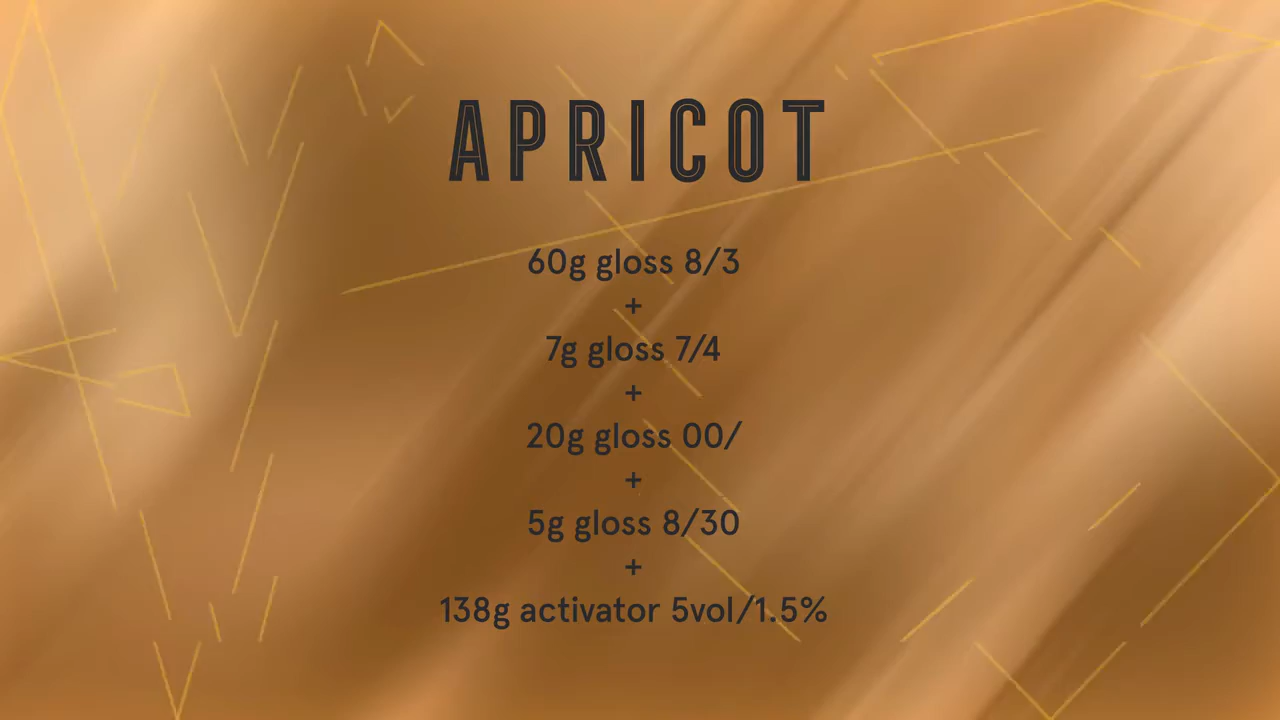 APRICOT
60g gloss 8/3
+
7g gloss 7/4
+
20g gloss 00/
+
5g gloss 8/30
+
138g activator 5vol/1.5%